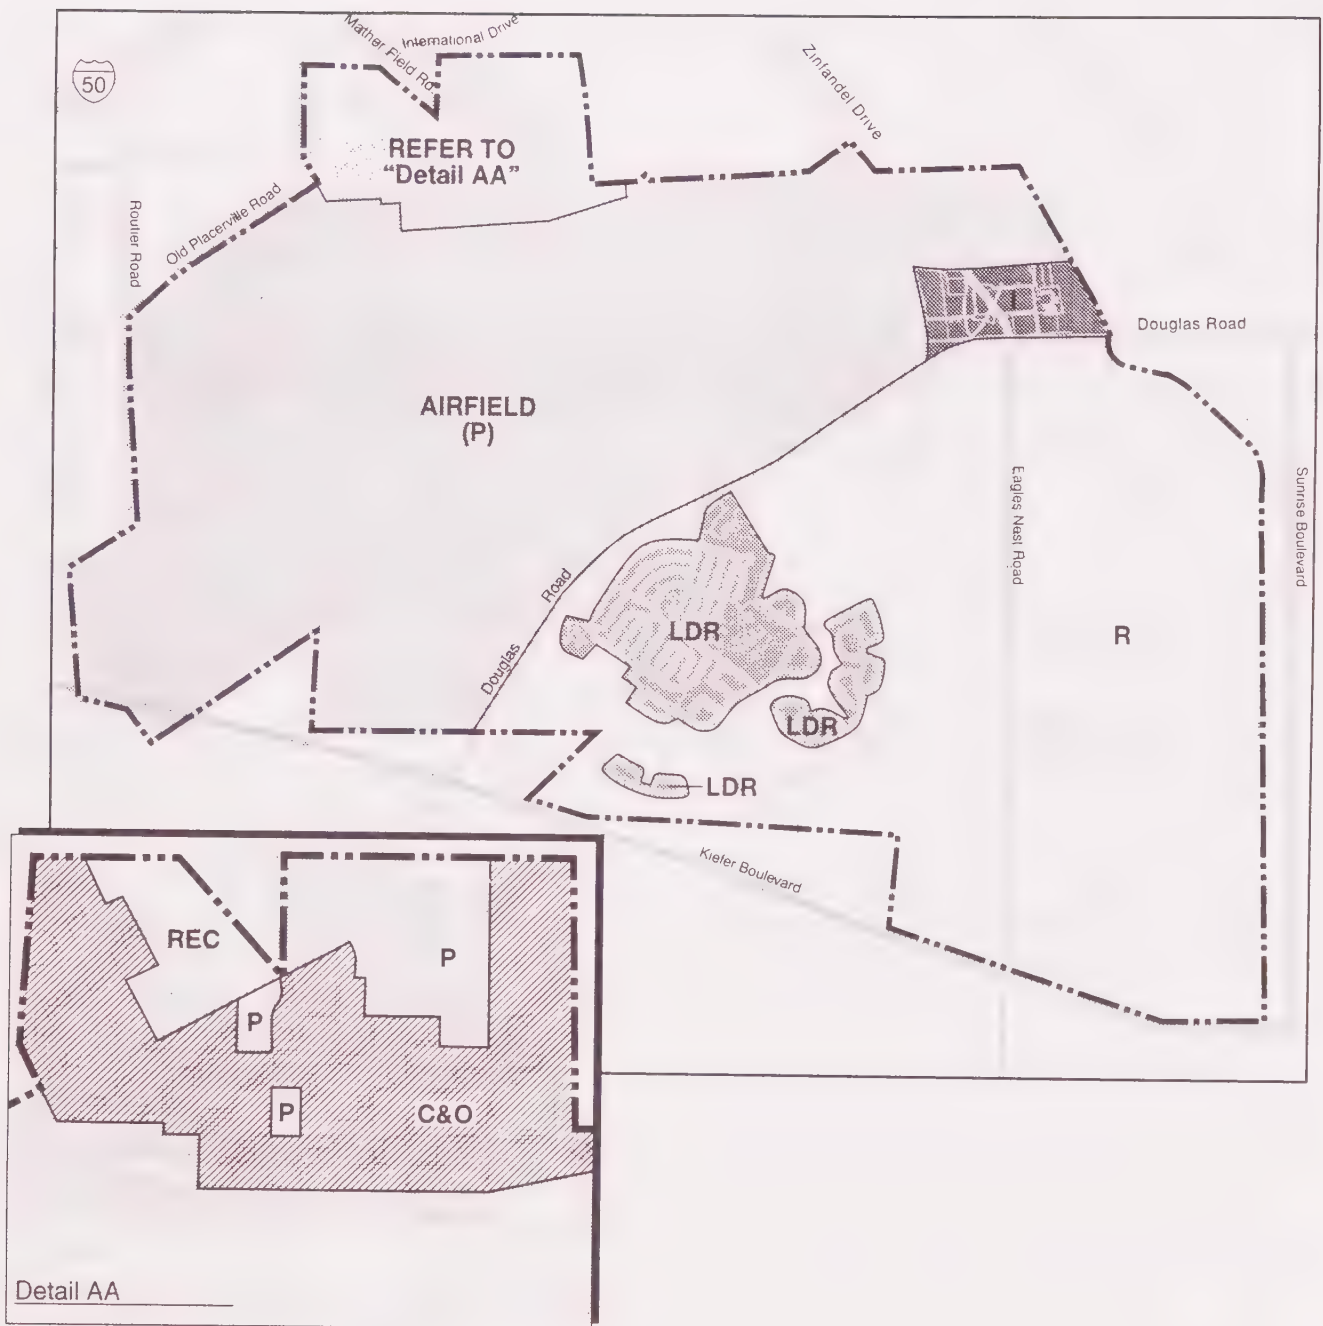 International Drive
Mather Field Rd.
Zinfandel Drive
50
REFER TO
"Detail AA"
Routier Road
Old Placerville Road
I
Douglas Road
AIRFIELD
(P)
Eagles Nest Road
Sunrise Boulevard
Douglas Road
LDR
R
LDR
LDR
Kiefer Boulevard
REC
P
P
P
C&O
Detail AA